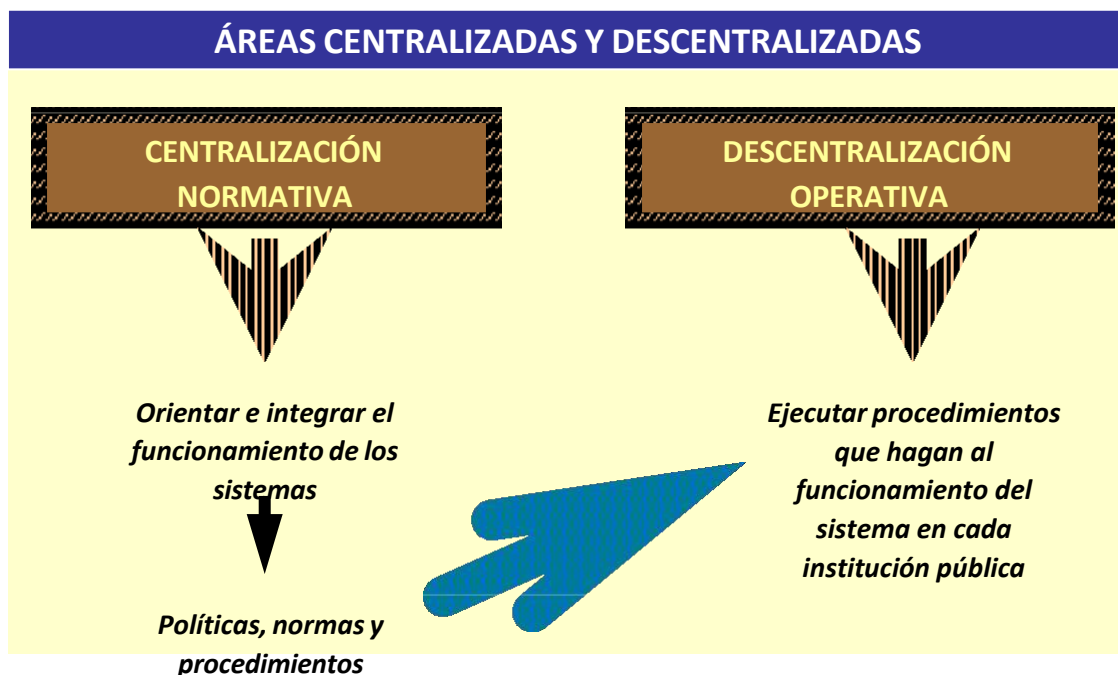 ÁREAS CENTRALIZADAS Y DESCENTRALIZADAS
CENTRALIZACIÓN
NORMATIVA
DESCENTRALIZACIÓN
OPERATIVA
Orientar e integrar el
funcionamiento de los
sistemas
Políticas, normas y
procedimientos
Ejecutar procedimientos
que hagan al
funcionamiento del
sistema en cada
institución pública